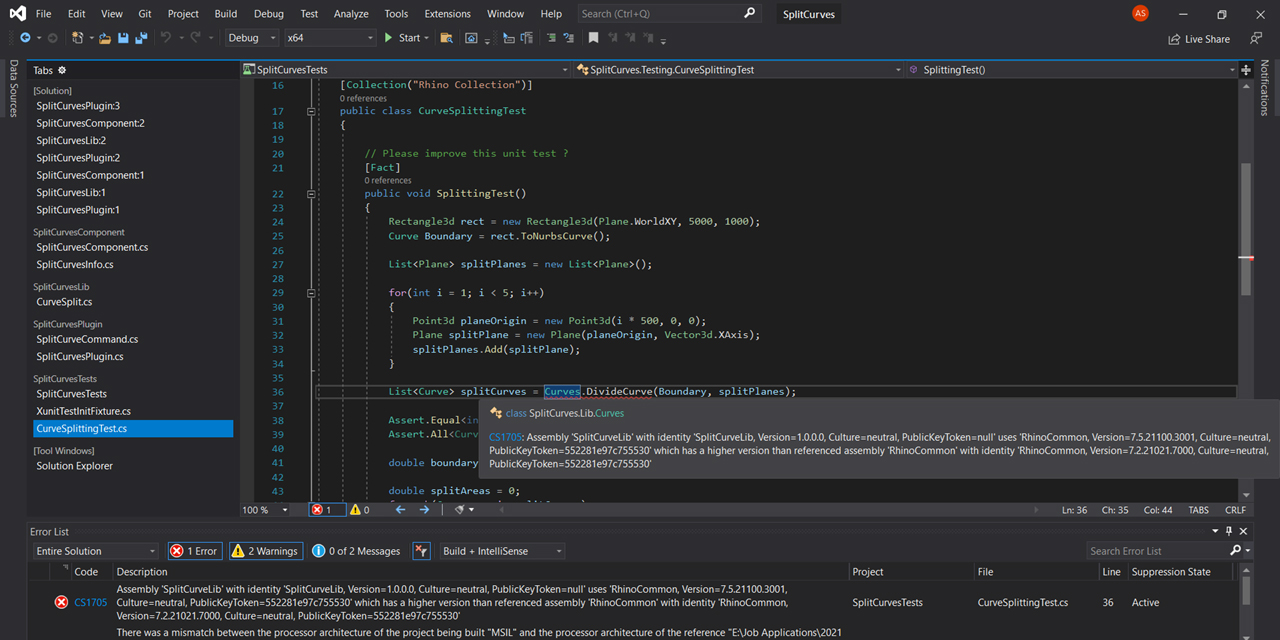 File Edit View Git Project Build Debug Test Analyze Tools Extensions Window Help Search (Ctrl+Q) SplitCurves AS
Debug x64 Start Live Share
Data Sources
Tabs
[Solution]
SplitCurvesPlugin:3
SplitCurvesComponent:2
SplitCurvesLib:2
SplitCurvesPlugin:2
SplitCurvesComponent:1
SplitCurvesLib:1
SplitCurvesPlugin:1
SplitCurvesComponent
SplitCurvesComponent.cs
SplitCurvesInfo.cs
SplitCurvesLib
CurveSplit.cs
SplitCurvesPlugin
SplitCurveCommand.cs
SplitCurvesPlugin.cs
SplitCurvesTests
SplitCurvesTests
XunitTestInitFixture.cs
CurveSplittingTest.cs
[Tool Windows]
Solution Explorer
SplitCurvesTests SplitCurves.Testing.CurveSplittingTest SplittingTest()
Notifications
16 [Collection("Rhino Collection")]
0 references
17 public class CurveSplittingTest
18 {
19
20 // Please improve this unit test ?
21 [Fact]
0 references
22 public void SplittingTest()
23 {
24 Rectangle3d rect = new Rectangle3d(Plane.WorldXY, 5000, 1000);
25 Curve Boundary = rect.ToNurbsCurve();
26
27 List<Plane> splitPlanes = new List<Plane>();
28
29 for(int i = 1; i < 5; i++)
30 {
31 Point3d planeOrigin = new Point3d(i * 500, 0, 0);
32 Plane splitPlane = new Plane(planeOrigin, Vector3d.XAxis);
33 splitPlanes.Add(splitPlane);
34 }
35
36 List<Curve> splitCurves = Curves.DivideCurve(Boundary, splitPlanes);
37
38 Assert.Equal<in
39 Assert.All<Curv
40
41 double boundary
42
43 double splitAreas = 0;
class SplitCurves.Lib.Curves
CS1705: Assembly 'SplitCurveLib' with identity 'SplitCurveLib, Version=1.0.0.0, Culture=neutral, PublicKeyToken=null' uses 'RhinoCommon, Version=7.5.21100.3001, Culture=neutral,
PublicKeyToken=552281e97c755530' which has a higher version than referenced assembly 'RhinoCommon' with identity 'RhinoCommon, Version=7.2.21021.7000, Culture=neutral,
PublicKeyToken=552281e97c755530'
100 % 1 0 Ln: 36 Ch: 35 Col: 44 TABS CRLF
Error List
Entire Solution 1 Error 2 Warnings 0 of 2 Messages Build + IntelliSense Search Error List
Code Description Project File Line Suppression State
Assembly 'SplitCurveLib' with identity 'SplitCurveLib, Version=1.0.0.0, Culture=neutral, PublicKeyToken=null' uses 'RhinoCommon, Version=7.5.21100.3001,
CS1705 Culture=neutral, PublicKeyToken=552281e97c755530' which has a higher version than referenced assembly 'RhinoCommon' with identity 'RhinoCommon, SplitCurvesTests CurveSplittingTest.cs 36 Active
Version=7.2.21021.7000, Culture=neutral, PublicKeyToken=552281e97c755530'
There was a mismatch between the processor architecture of the project being built "MSIL" and the processor architecture of the reference "E:\Job Applications\2021